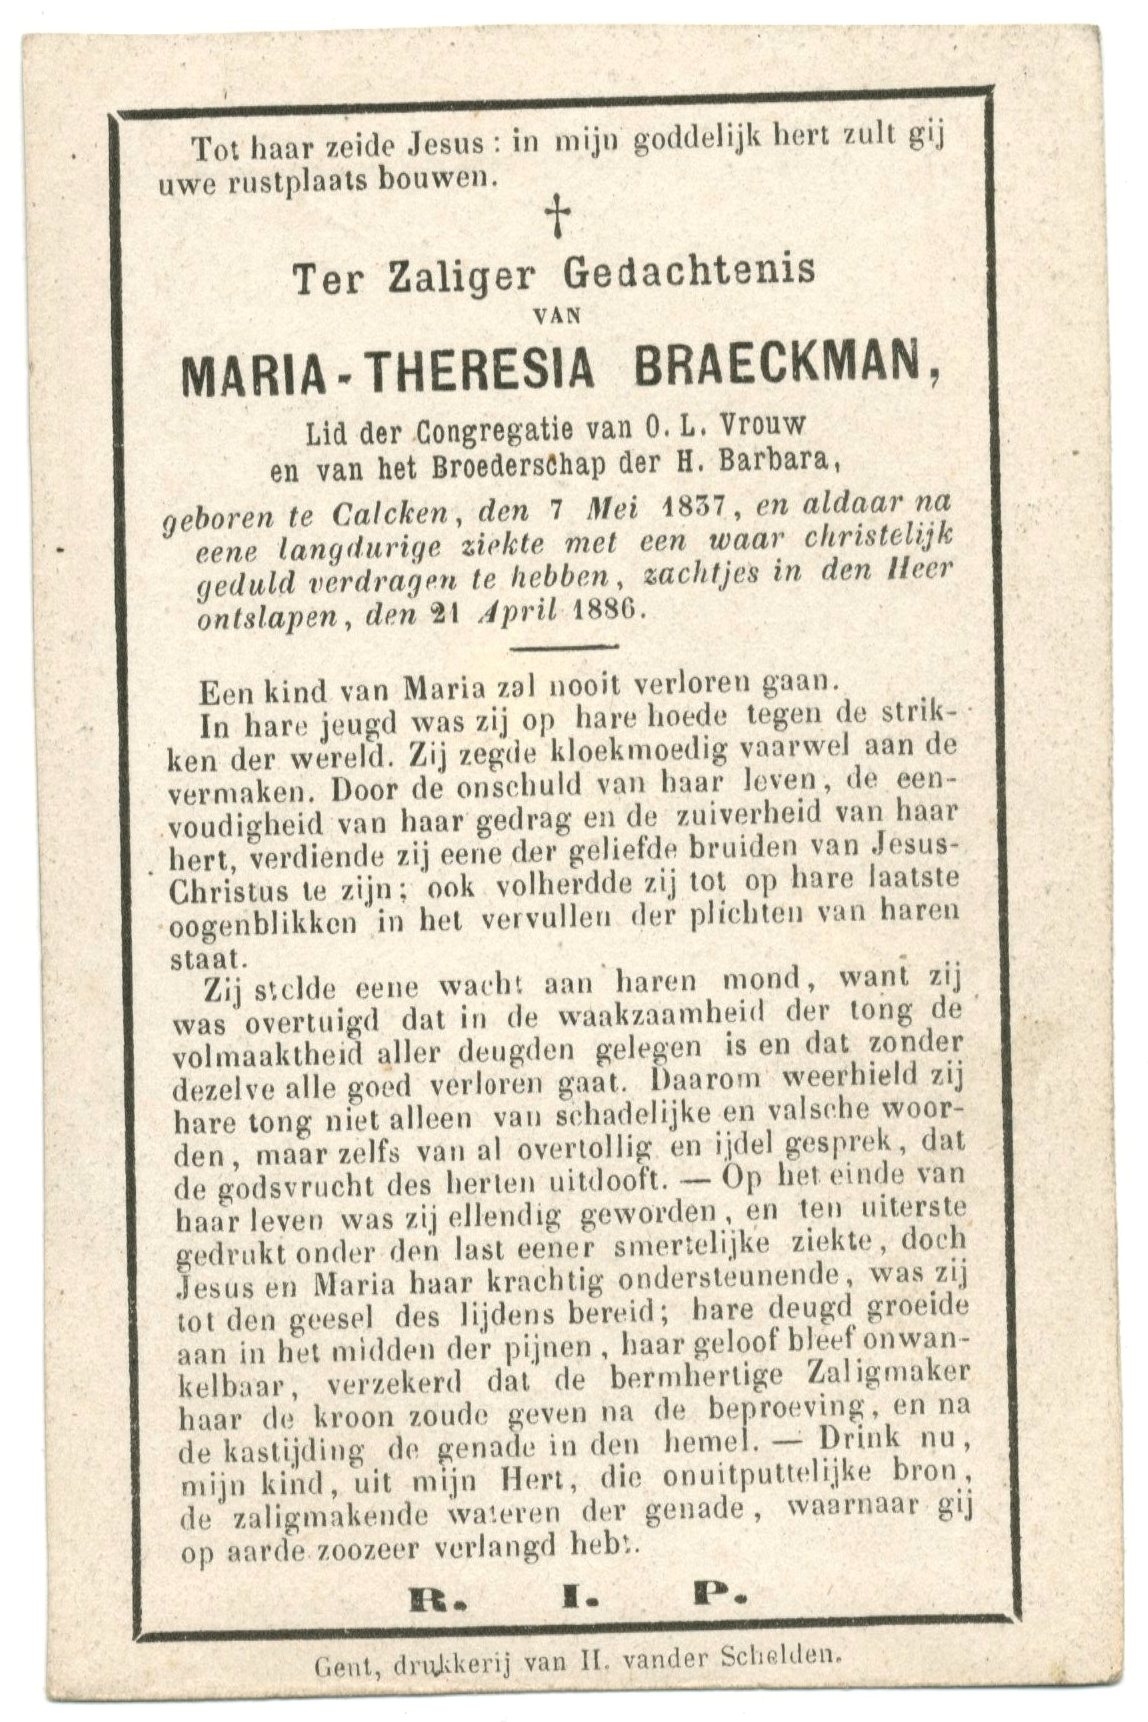 Tot haar zeide Jesus : in mijn goddelijk hert zult gij
uwe rustplaats bouwen.
†
Ter Zaliger Gedachtenis
VAN
MARIA-THERESIA BRAECKMAN,
Lid der Congregatie van O. L. Vrouw
en van het Broederschap der H. Barbara,
geboren te Calcken, den 7 Mei 1837, en aldaar na
eene langdurige ziekte met een waar christelijk
geduld verdragen te hebben, zachtjes in den Heer
ontslapen, den 21 April 1886.
Een kind van Maria zal nooit verloren gaan.
In hare jeugd was zij op hare hoede tegen de strik-
ken der wereld. Zij zegde kloekmoedig vaarwel aan de
vermaken. Door de onschuld van haar leven, de een-
voudigheid van haar gedrag en de zuiverheid van haar
hert, verdiende zij eene der geliefde bruiden van Jesus-
Christus te zijn; ook volherdde zij tot op hare laatste
oogenblikken in het vervullen der plichten van haren
staat.
Zij stelde eene wacht aan haren mond, want zij
was overtuigd dat in de waakzaamheid der tong de
volmaaktheid aller deugden gelegen is en dat zonder
dezelve alle goed verloren gaat. Daarom weerhield zij
hare tong niet alleen van schadelijke en valsche woor-
den, maar zelfs van al overtollig en ijdel gesprek, dat
de godsvrucht des herten uitdooft. — Op het einde van
haar leven was zij ellendig geworden, en ten uiterste
gedrukt onder den last eener smertelijke ziekte, doch
Jesus en Maria haar krachtig ondersteunende, was zij
tot den geesel des lijdens bereid; hare deugd groeide
aan in het midden der pijnen, haar geloof bleef onwan-
kelbaar, verzekerd dat de bermhertige Zaligmaker
haar de kroon zoude geven na de beproeving, en na
de kastijding de genade in den hemel. — Drink nu,
mijn kind, uit mijn Hert, die onuitputtelijke bron,
de zaligmakende wateren der genade, waarnaar gij
op aarde zoozeer verlangd hebt.
R. I. P.
Gent, drukkerij van H. vander Schelden.